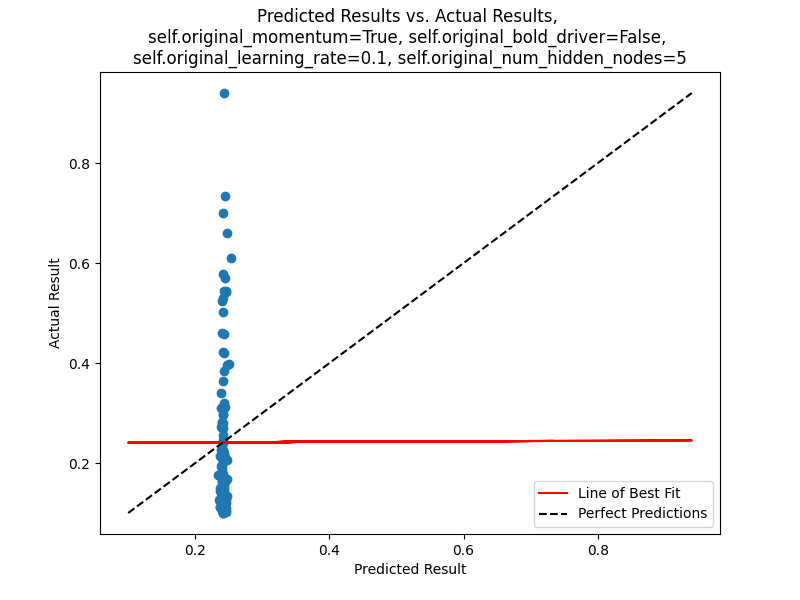 Predicted Results vs. Actual Results,
self.original_momentum=True, self.original_bold_driver=False,
self.original_learning_rate=0.1, self.original_num_hidden_nodes=5
Actual Result
0.8
0.6
0.4
0.2
Line of Best Fit
Perfect Predictions
0.2 0.4 0.6 0.8
Predicted Result